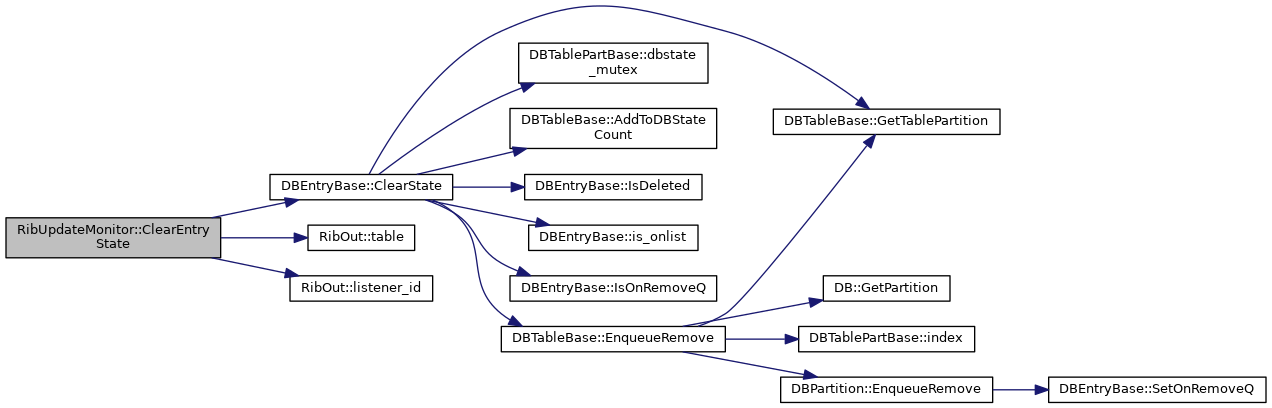 DBTablePartBase::dbstate
_mutex
DBTableBase::AddToDBState
Count
DBTableBase::GetTablePartition
DBEntryBase::ClearState
DBEntryBase::IsDeleted
RibUpdateMonitor::ClearEntry
State
RibOut::table
DBEntryBase::is_onlist
RibOut::listener_id
DBEntryBase::IsOnRemoveQ
DB::GetPartition
DBTableBase::EnqueueRemove
DBTablePartBase::index
DBPartition::EnqueueRemove
DBEntryBase::SetOnRemoveQ